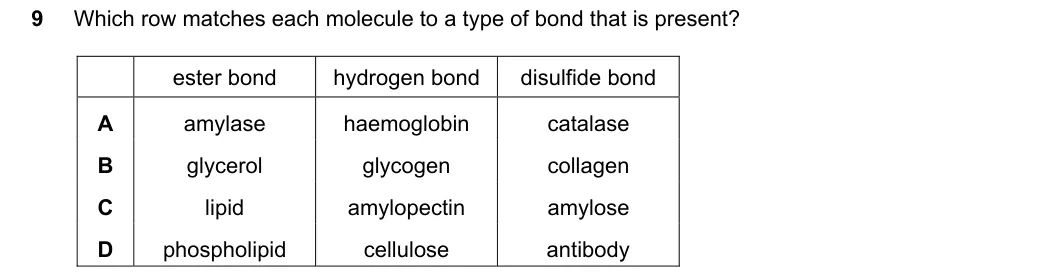 9 Which row matches each molecule to a type of bond that is present?
ester bond hydrogen bond disulfide bond
A amylase haemoglobin catalase
B glycerol glycogen collagen
C lipid amylopectin amylose
D phospholipid cellulose antibody